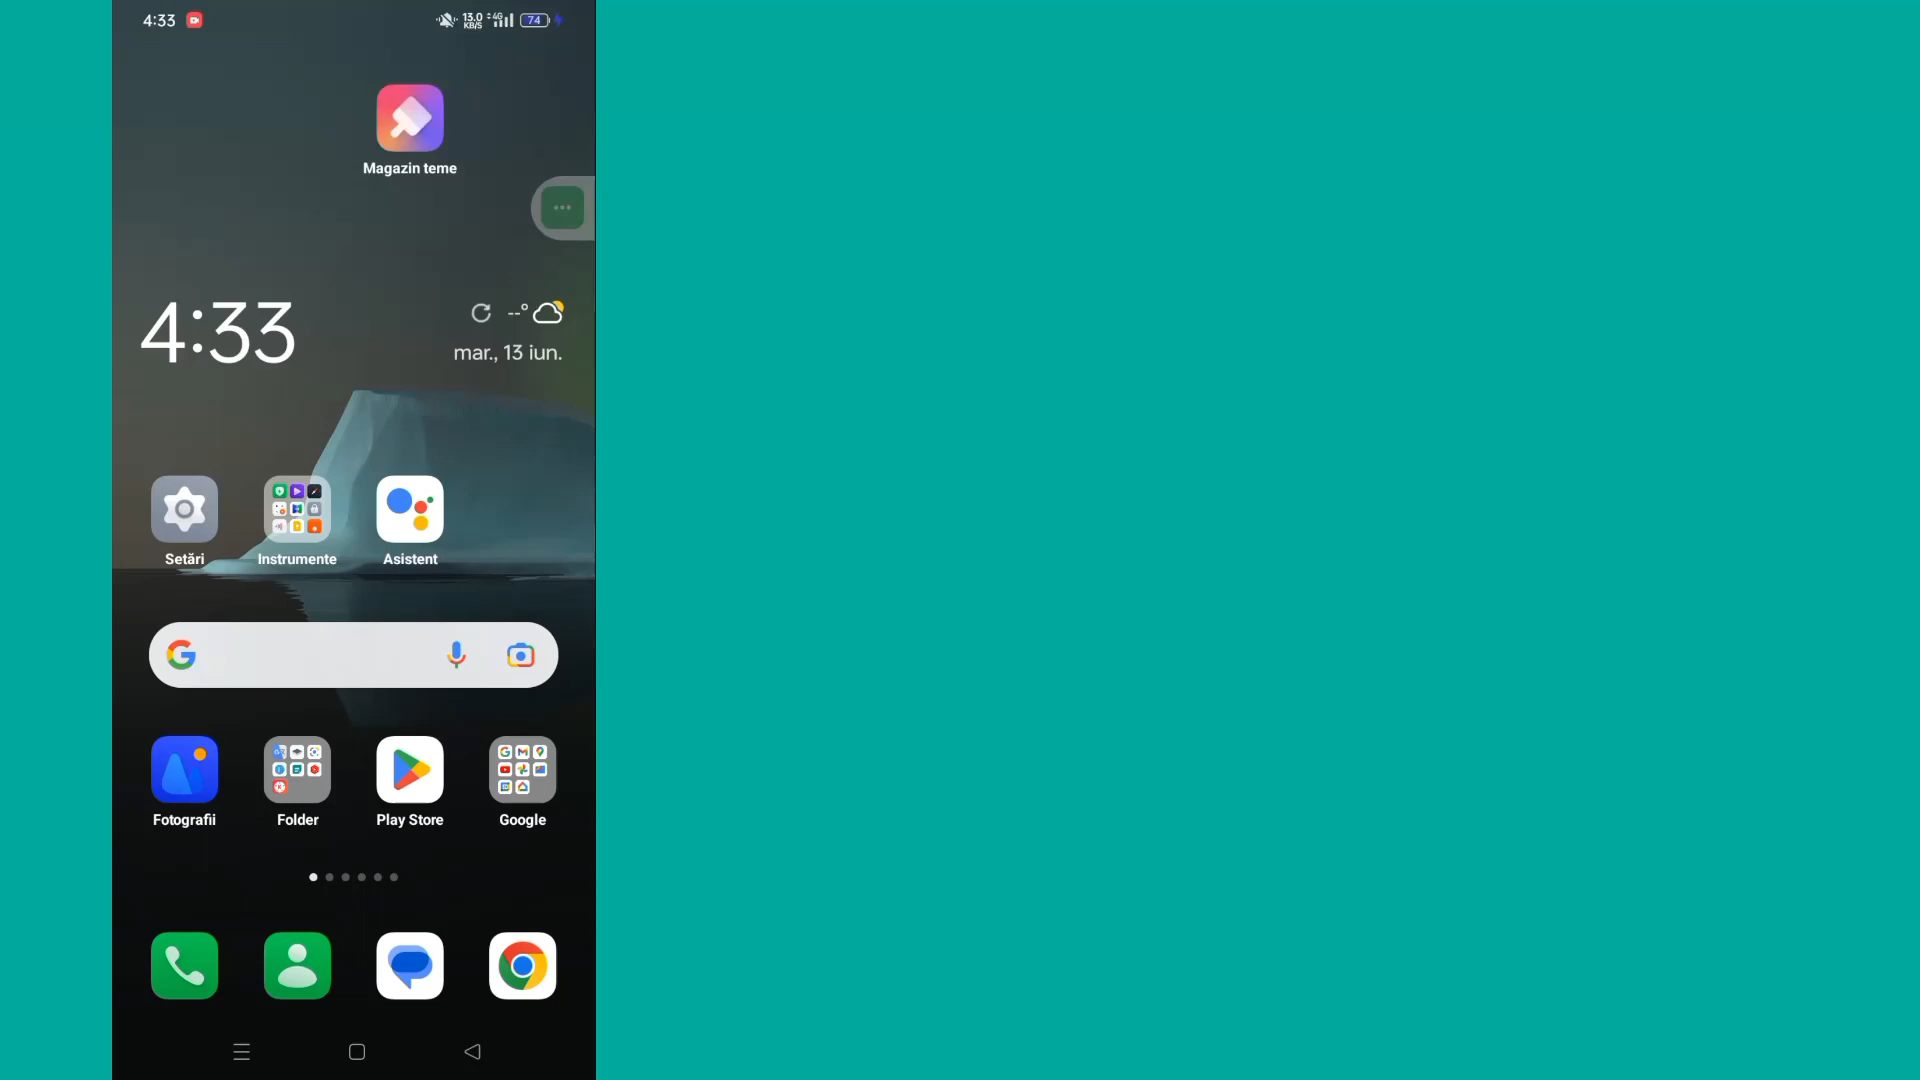 4:33
13.0
KB/S
4G
74
Magazin teme
4:33
--°
mar., 13 iun.
Setări
Instrumente
Asistent
Fotografii
Folder
Play Store
Google